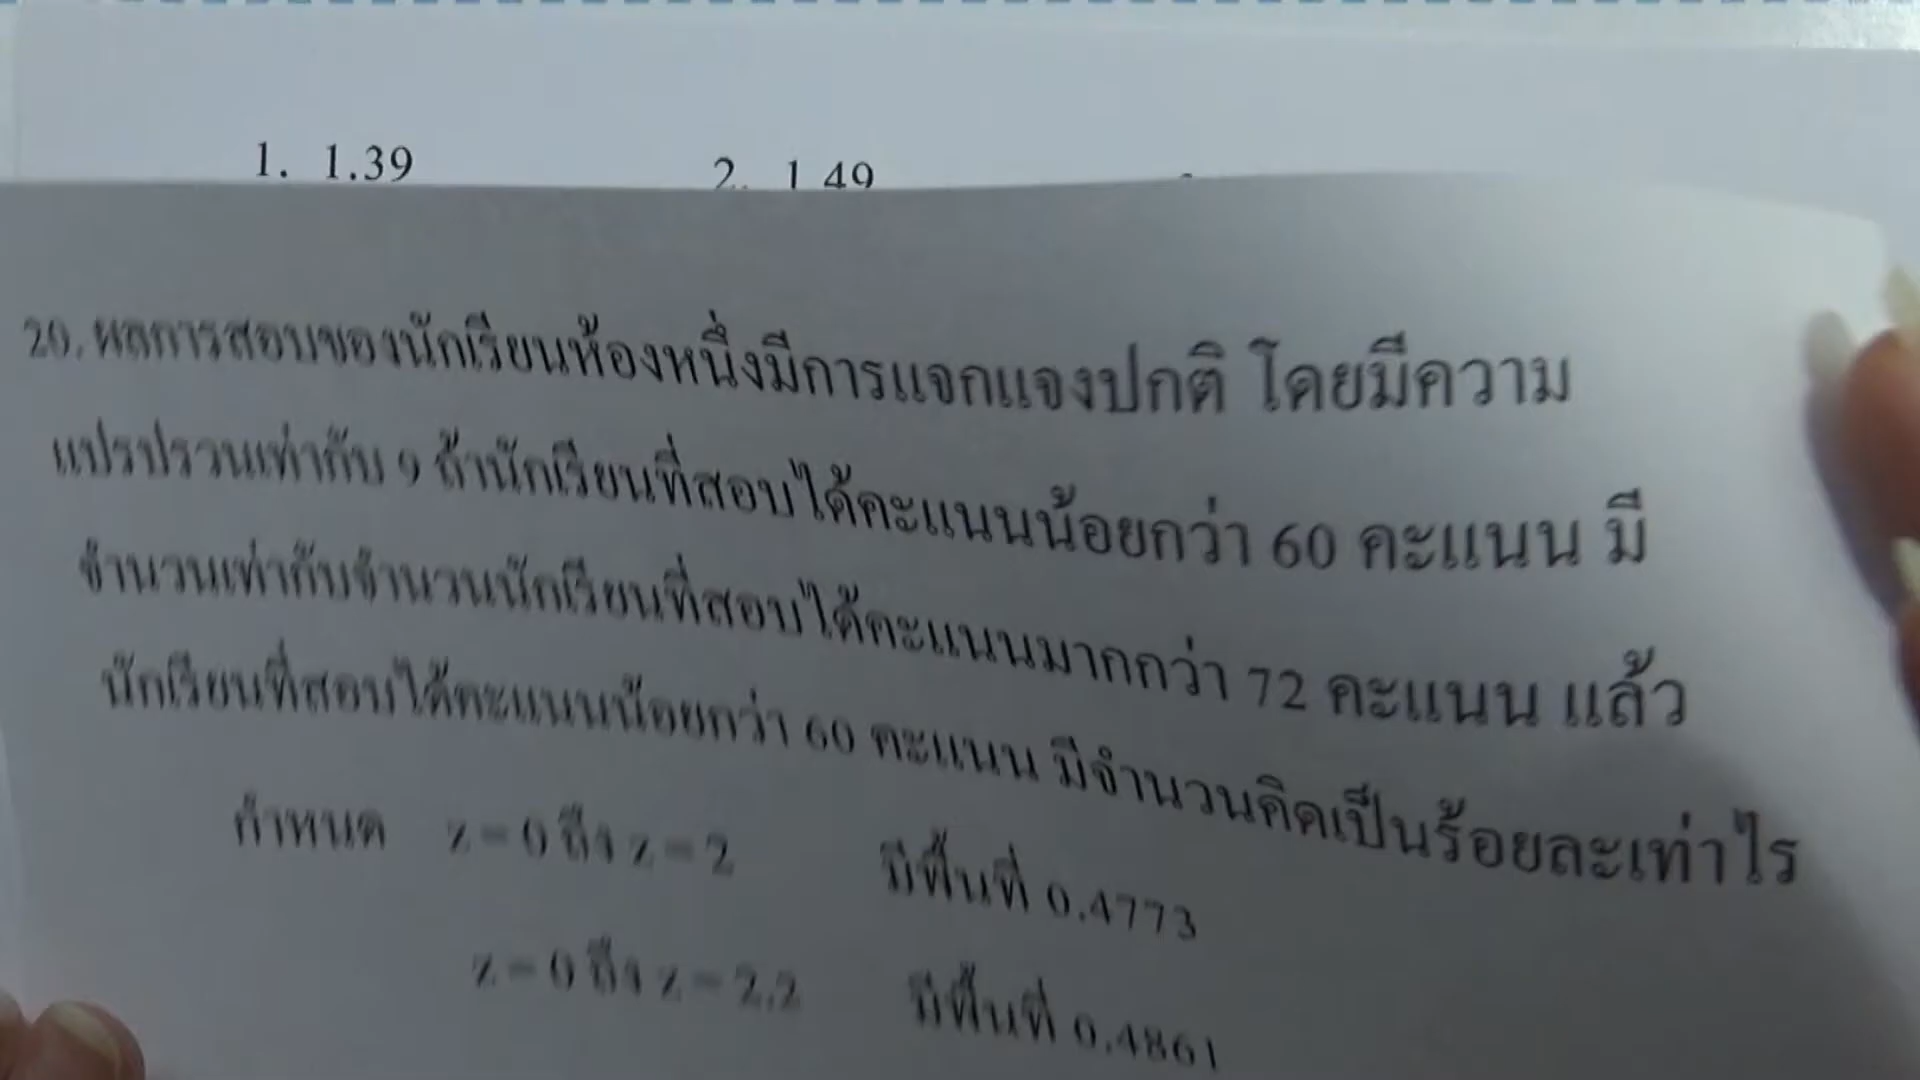 1. 1.39 2. 1.49
20. ผลการสอบของนักเรียนห้องหนึ่งมีการแจกแจงปกติ โดยมีความ
แปรปรวนเท่ากับ 9 ถ้านักเรียนที่สอบได้คะแนนน้อยกว่า 60 คะแนน มี
จำนวนเท่ากับจำนวนนักเรียนที่สอบได้คะแนนมากกว่า 72 คะแนน แล้ว
นักเรียนที่สอบได้คะแนนน้อยกว่า 60 คะแนน มีจำนวนคิดเป็นร้อยละเท่าไร
กำหนด z = 0 ถึง z = 2 มีพื้นที่ 0.4773
z = 0 ถึง z = 2.2 มีพื้นที่ 0.4861